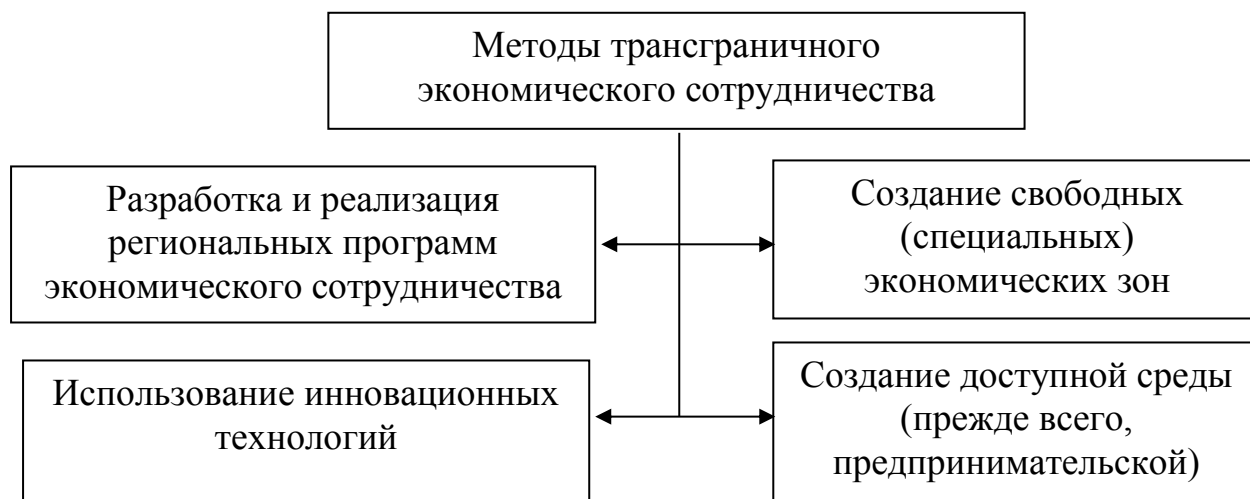 Методы трансграничного
экономического сотрудничества
Разработка и реализация
региональных программ
экономического сотрудничества
Создание свободных
(специальных)
экономических зон
Использование инновационных
технологий
Создание доступной среды
(прежде всего,
предпринимательской)